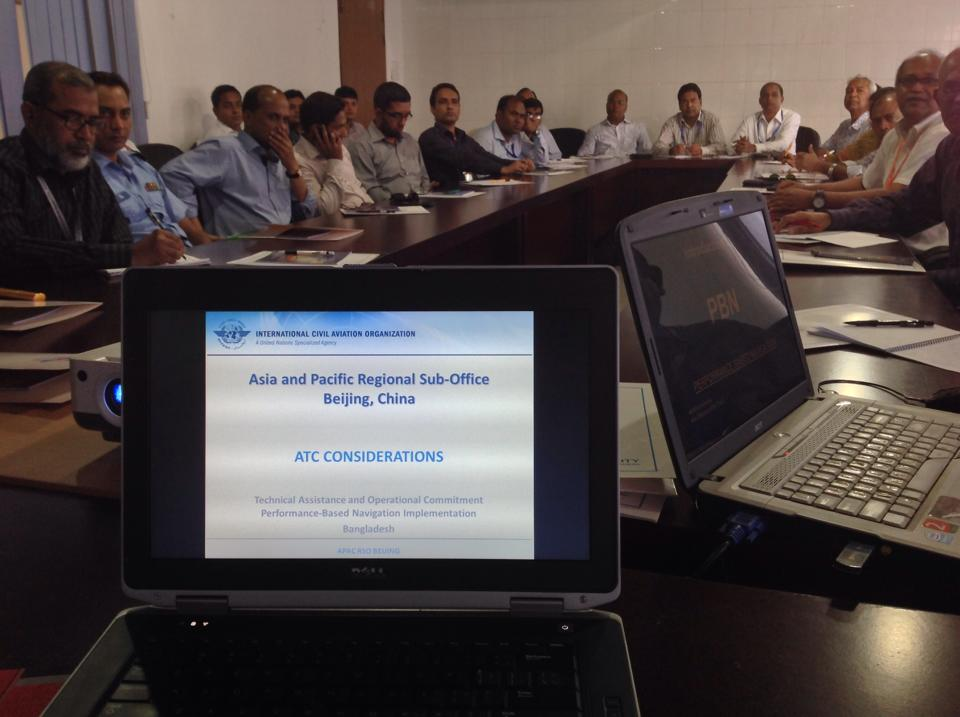 INTERNATIONAL CIVIL AVIATION ORGANIZATION
A United Nations Specialized Agency
Asia and Pacific Regional Sub-Office
Beijing, China
ATC CONSIDERATIONS
Technical Assistance and Operational Commitment
Performance-Based Navigation Implementation
Bangladesh
APAC RSO BEIJING
DELL
PBN
acer